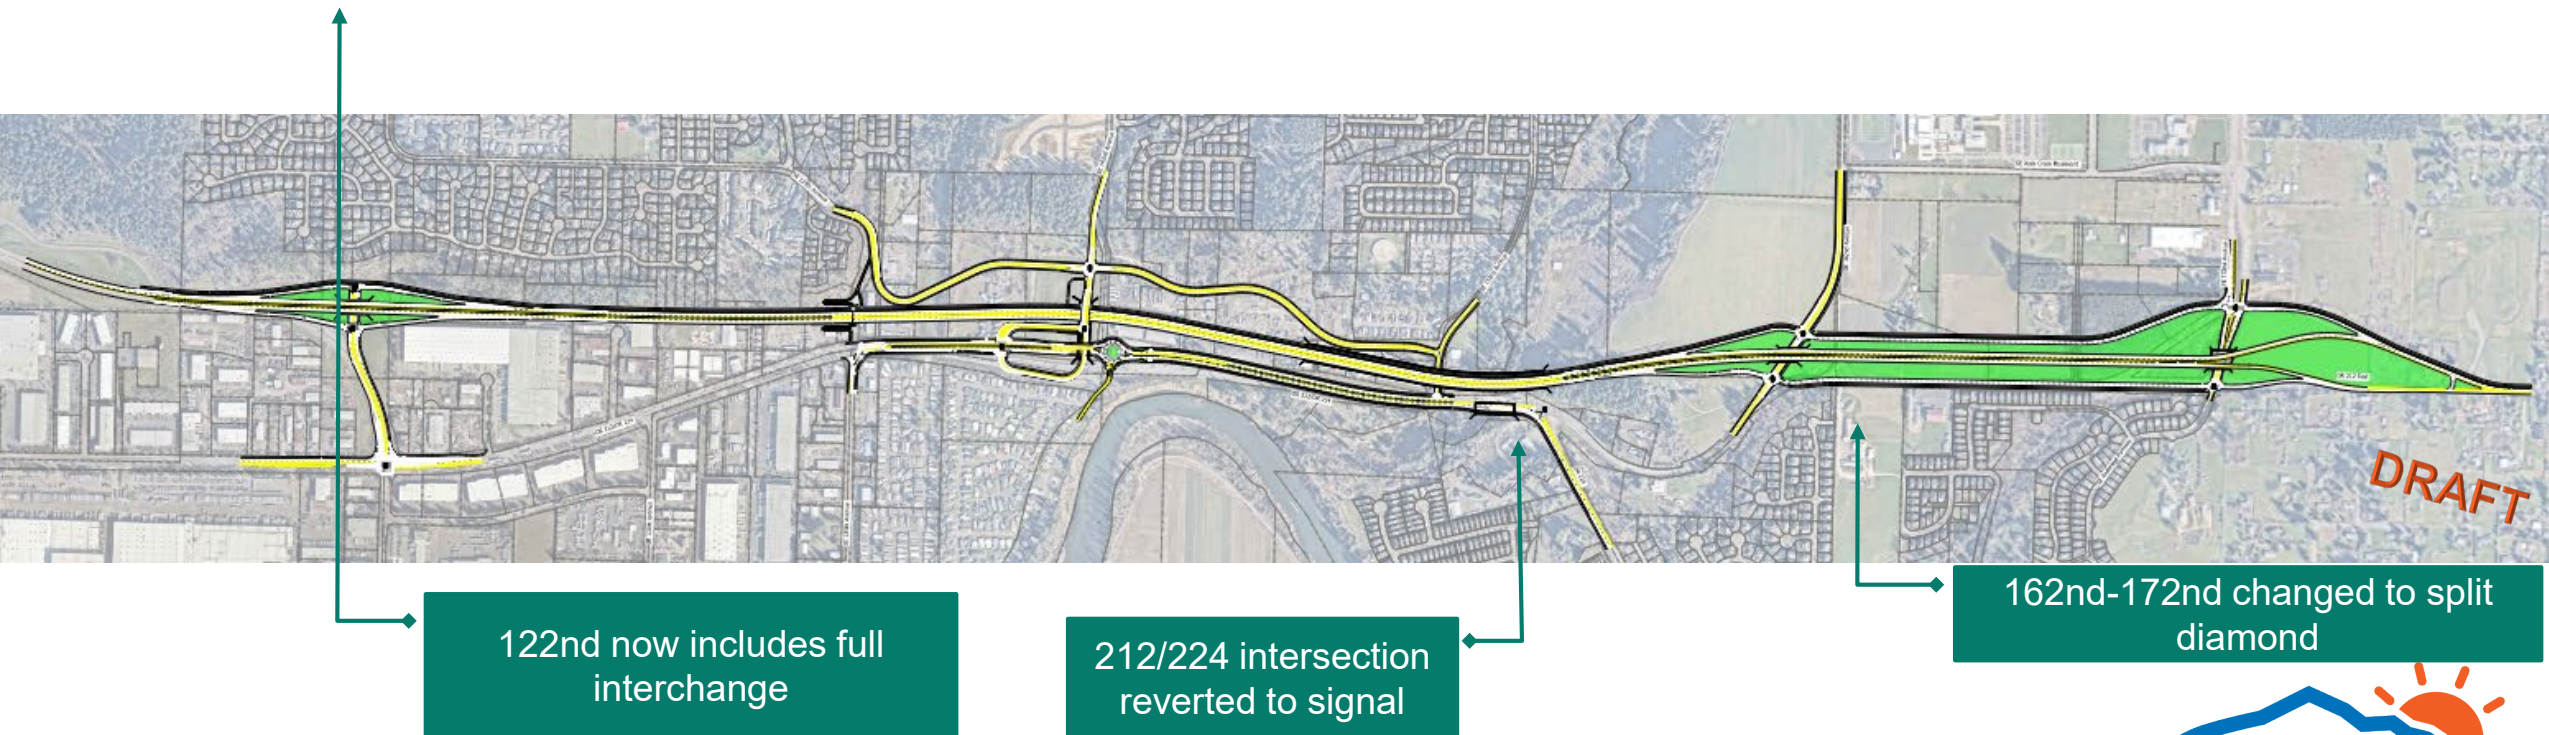 DRAFT
122nd now includes full
interchange
212/224 intersection
reverted to signal
162nd-172nd changed to split
diamond